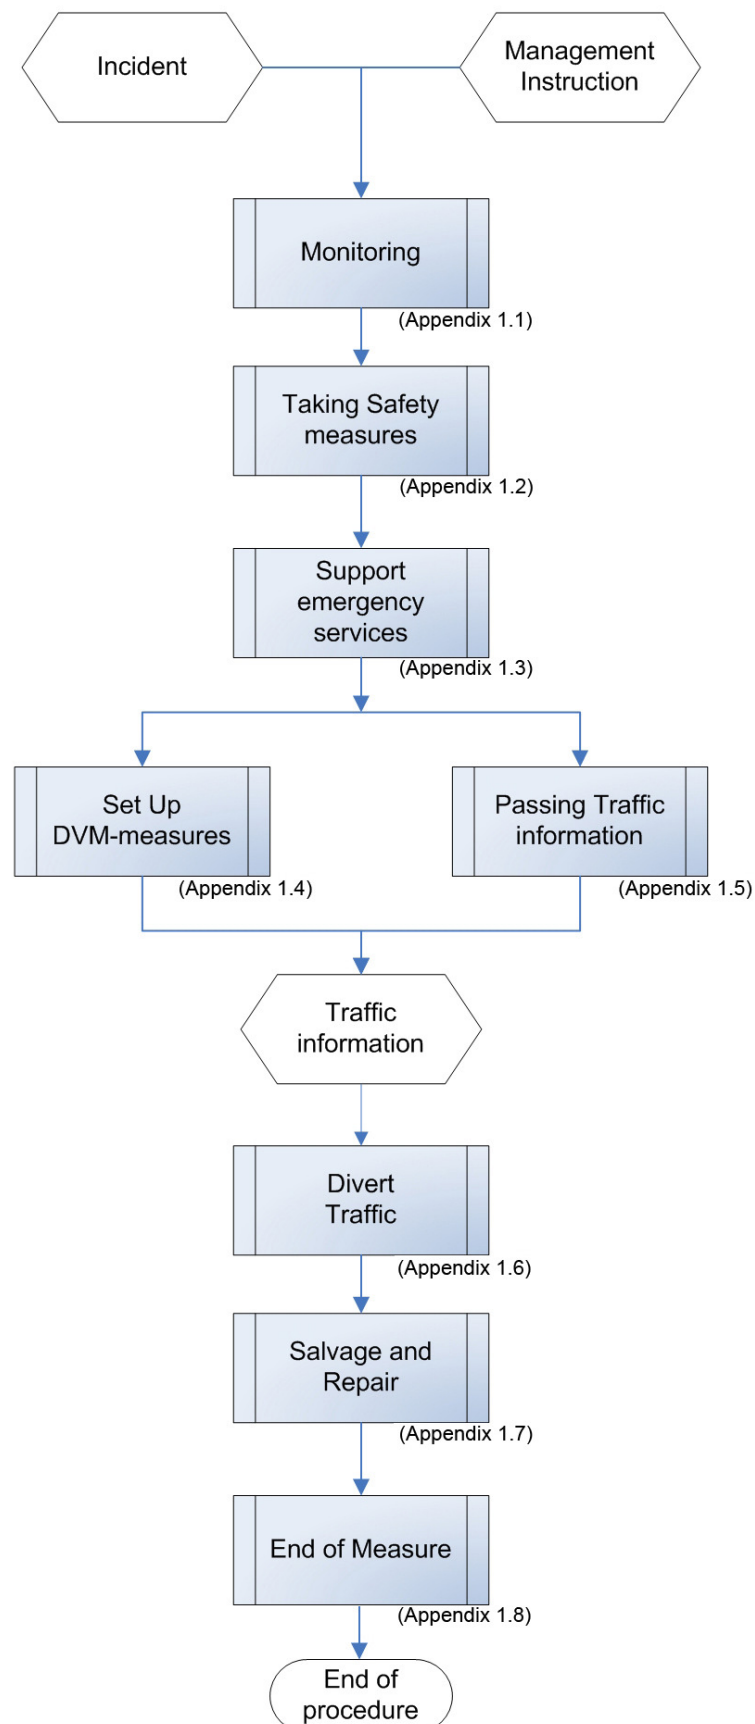 Incident
Management
Instruction
Monitoring
(Appendix 1.1)
Taking Safety
measures
(Appendix 1.2)
Support
emergency
services
(Appendix 1.3)
Set Up
DVM-measures
(Appendix 1.4)
Passing Traffic
information
(Appendix 1.5)
Traffic
information
Divert
Traffic
(Appendix 1.6)
Salvage and
Repair
(Appendix 1.7)
End of Measure
(Appendix 1.8)
End of
procedure